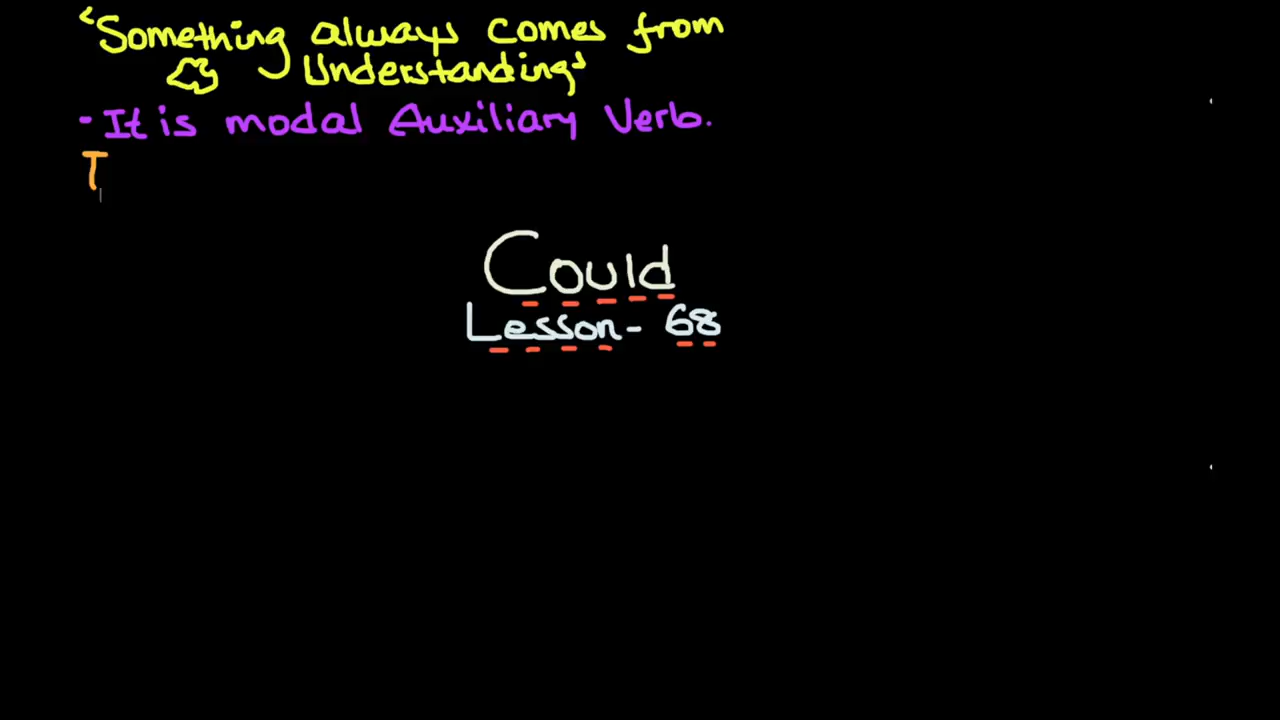 ‘Something always comes from
Understanding’
-It is modal Auxiliary Verb.
T
Could
Lesson- 68